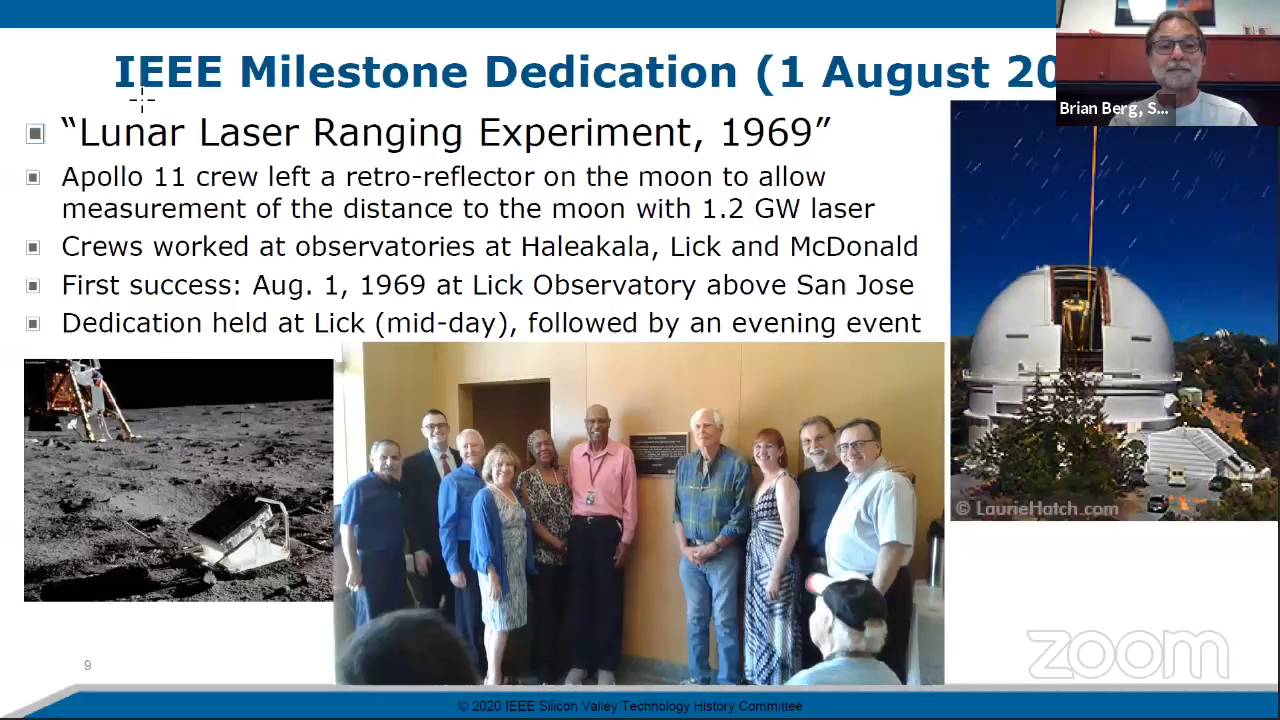 IEEE Milestone Dedication (1 August 20
Brian Berg, S...
“Lunar Laser Ranging Experiment, 1969”
Apollo 11 crew left a retro-reflector on the moon to allow
measurement of the distance to the moon with 1.2 GW laser
Crews worked at observatories at Haleakala, Lick and McDonald
First success: Aug. 1, 1969 at Lick Observatory above San Jose
Dedication held at Lick (mid-day), followed by an evening event
© LaurieHatch.com
zoom
9
© 2020 IEEE Silicon Valley Technology History Committee